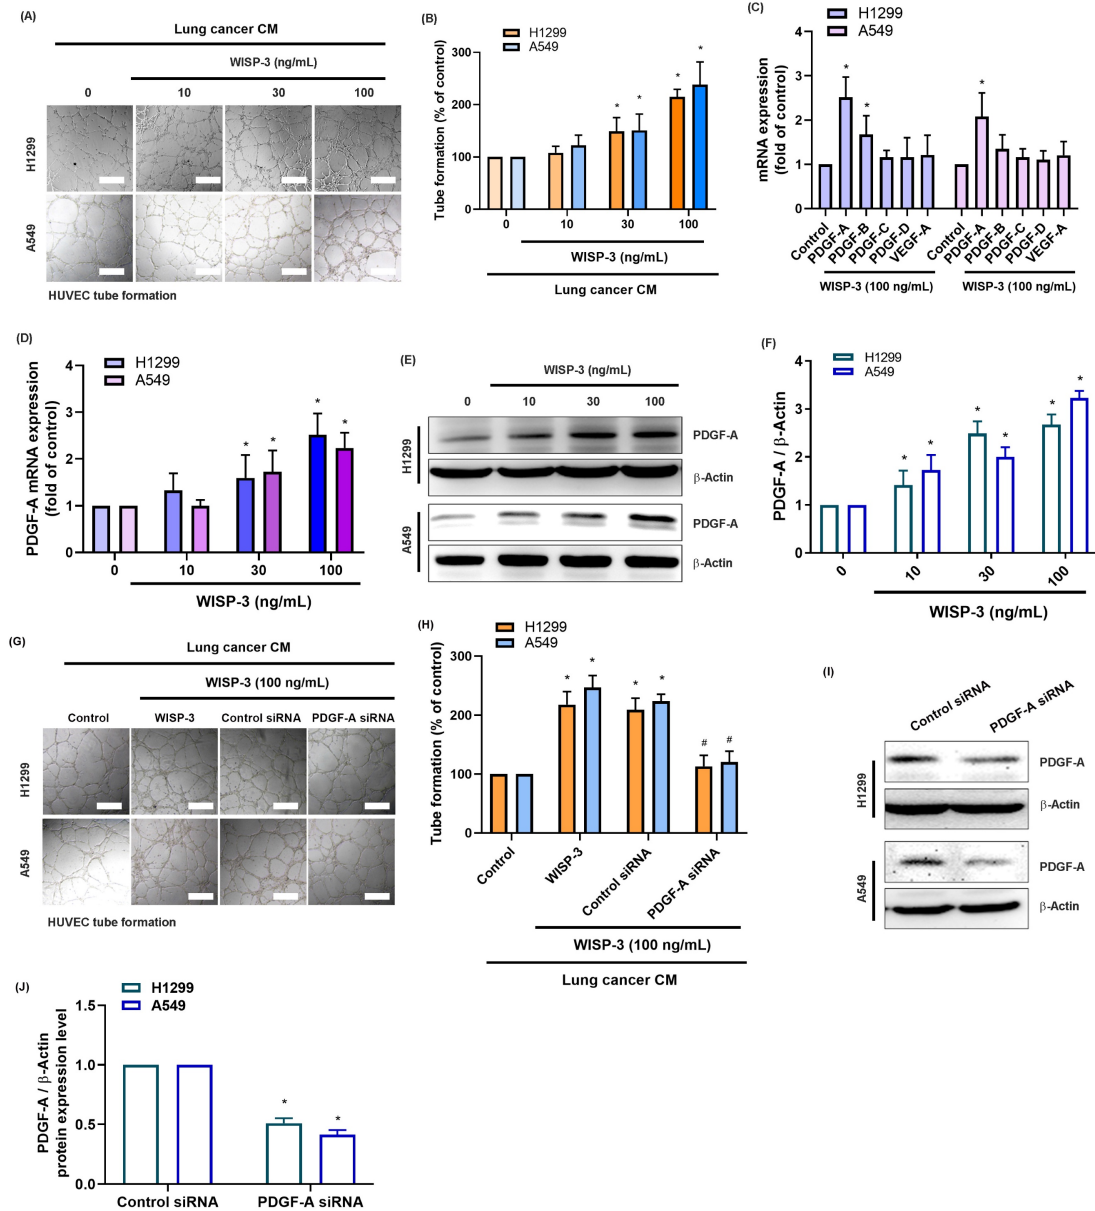 (A)
Lung cancer CM
WISP-3 (ng/mL)
0 10 30 100
H1299
A549
HUVEC tube formation
(B)
H1299
A549
Tube formation (% of control)
300
200
100
0
0 10 30 100
WISP-3 (ng/mL)
Lung cancer CM
(C)
H1299
A549
mRNA expression
(fold of control)
4
3
2
1
0
* * *
Control PDGF-A PDGF-B PDGF-C PDGF-D VEGF-A Control PDGF-A PDGF-B PDGF-C PDGF-D VEGF-A
WISP-3 (100 ng/mL) WISP-3 (100 ng/mL)
(D)
H1299
A549
PDGF-A mRNA expression
(fold of control)
4
3
2
1
0
* * * *
0 10 30 100
WISP-3 (ng/mL)
(E)
WISP-3 (ng/mL)
0 10 30 100
H1299
PDGF-A
β-Actin
A549
PDGF-A
β-Actin
(F)
H1299
A549
PDGF-A / β-Actin
4
3
2
1
0
* * * * * *
0 10 30 100
WISP-3 (ng/mL)
(G)
Lung cancer CM
WISP-3 (100 ng/mL)
Control WISP-3 Control siRNA PDGF-A siRNA
H1299
A549
HUVEC tube formation
(H)
H1299
A549
Tube formation (% of control)
300
200
100
0
* * * * # #
Control WISP-3 Control siRNA PDGF-A siRNA
WISP-3 (100 ng/mL)
Lung cancer CM
(I)
Control siRNA PDGF-A siRNA
H1299
PDGF-A
β-Actin
A549
PDGF-A
β-Actin
(J)
H1299
A549
PDGF-A / β-Actin
protein expression level
1.5
1.0
0.5
0.0
* *
Control siRNA PDGF-A siRNA